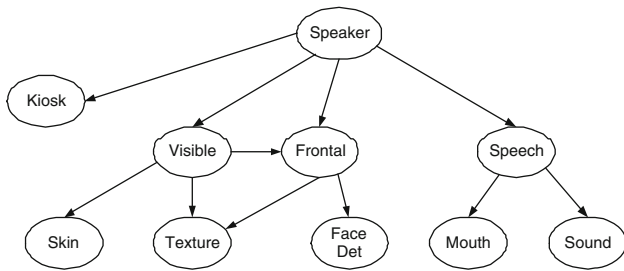 Speaker
Kiosk
Visible
Frontal
Speech
Skin
Texture
Face
Det
Mouth
Sound